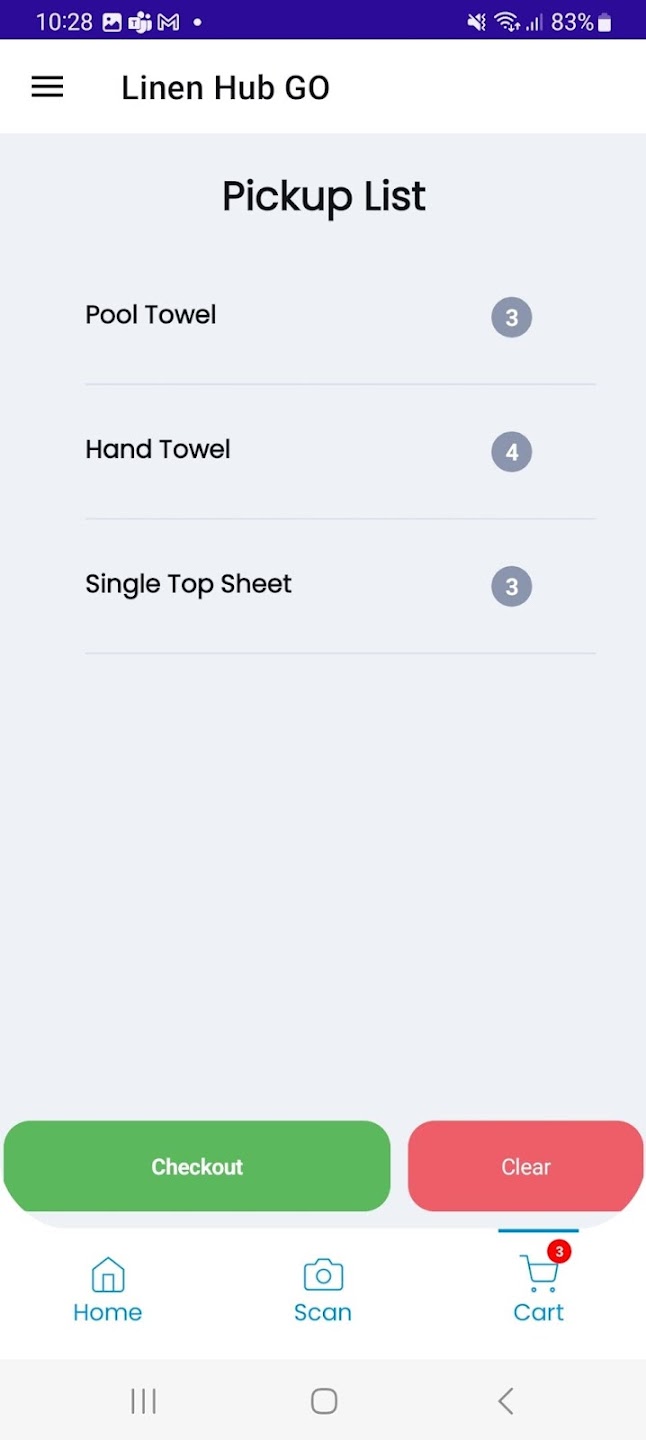 10:28 83%
Linen Hub GO
Pickup List
Pool Towel 3
Hand Towel 4
Single Top Sheet 3
Checkout Clear
3
Home Scan Cart